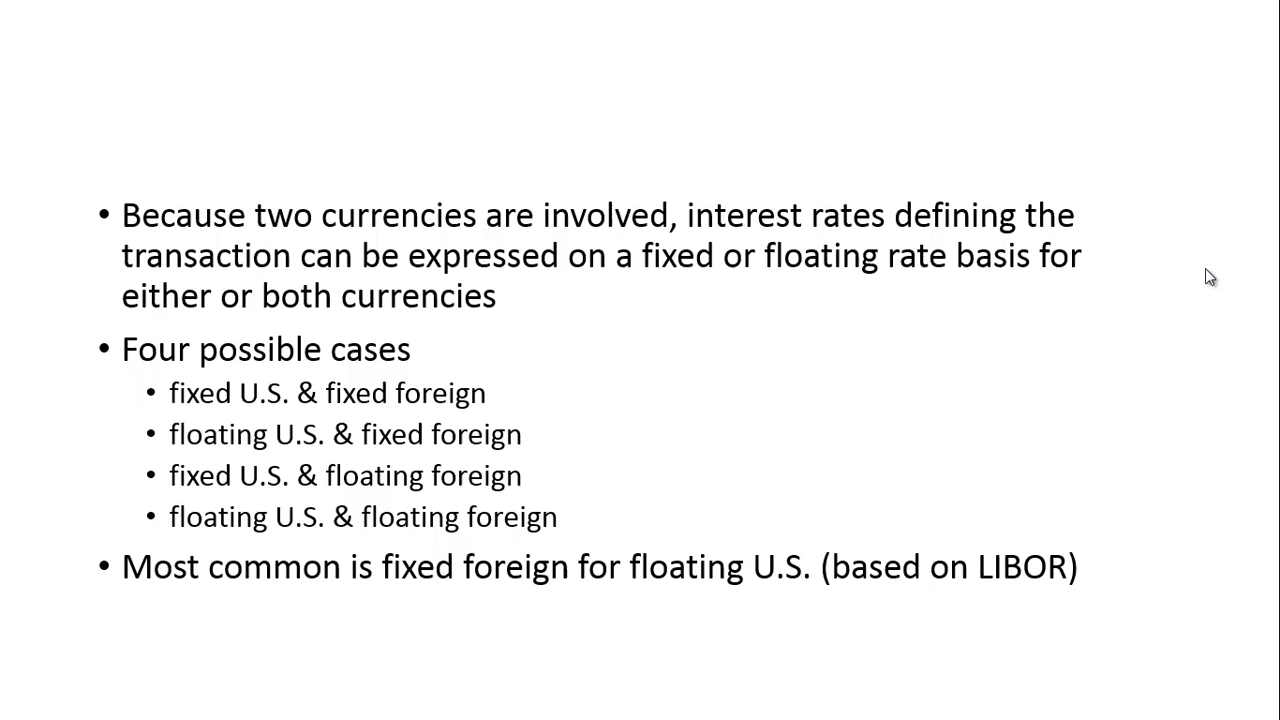 • Because two currencies are involved, interest rates defining the
transaction can be expressed on a fixed or floating rate basis for
either or both currencies
• Four possible cases
• fixed U.S. & fixed foreign
• floating U.S. & fixed foreign
• fixed U.S. & floating foreign
• floating U.S. & floating foreign
• Most common is fixed foreign for floating U.S. (based on LIBOR)